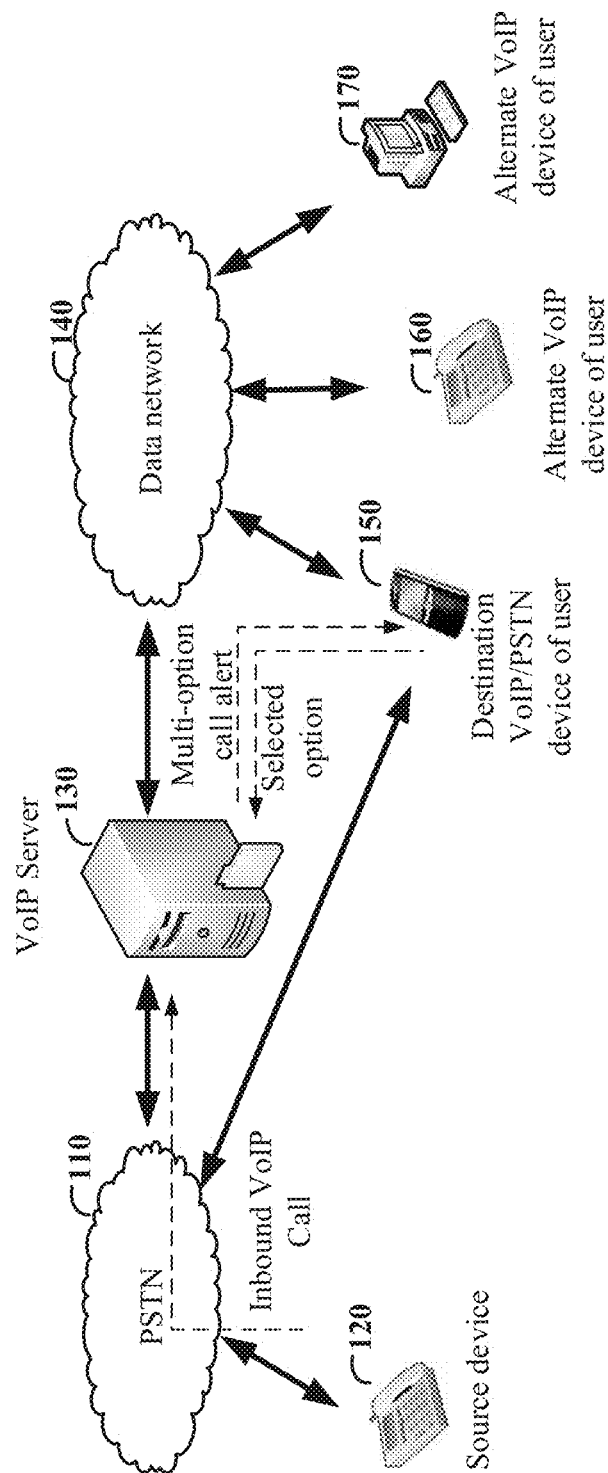 VoIP Server
130
110
PSTN
Inbound VoIP
Call
120
Source device
Multi-option
call alert
Selected
option
140
Data network
150
Destination
VoIP/PSTN
device of user
160
Alternate VoIP
device of user
170
Alternate VoIP
device of user